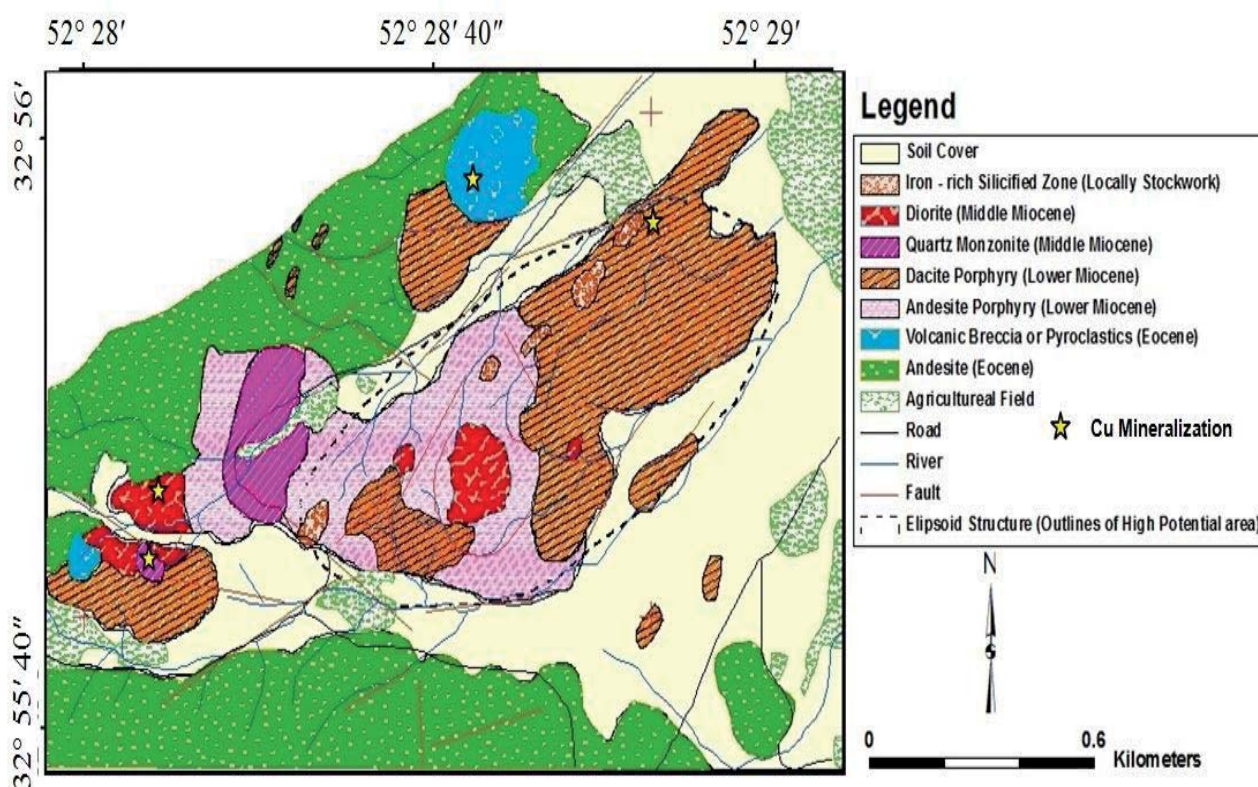 52° 28′ 52° 28′ 40″ 52° 29′
32° 56′
32° 55′ 40″
Legend
Soil Cover
Iron - rich Silicified Zone (Locally Stockwork)
Diorite (Middle Miocene)
Quartz Monzonite (Middle Miocene)
Dacite Porphyry (Lower Miocene)
Andesite Porphyry (Lower Miocene)
Volcanic Breccia or Pyroclastics (Eocene)
Andesite (Eocene)
Agricultureal Field
Road
Cu Mineralization
River
Fault
Elipsoid Structure (Outlines of High Potential area)
N
0 0.6
Kilometers